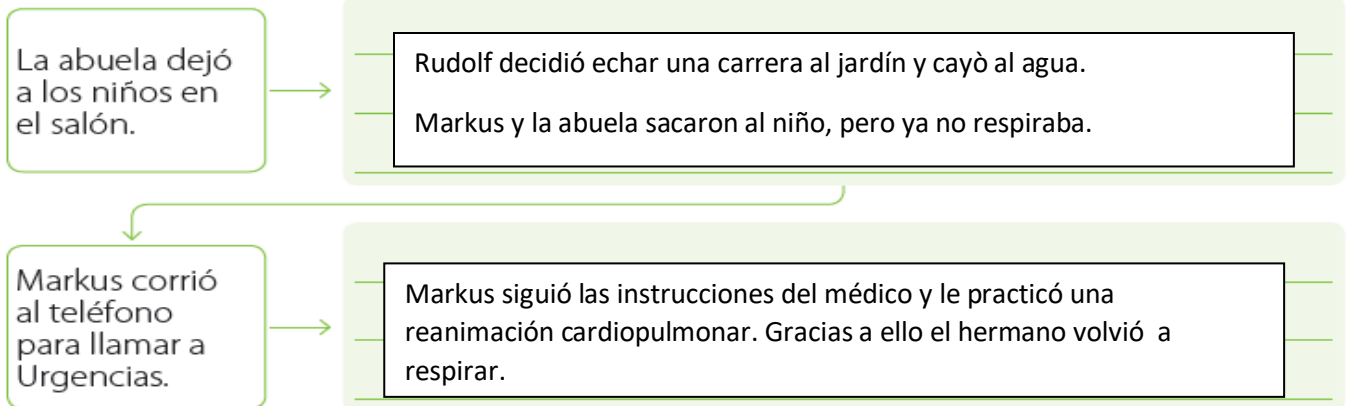 La abuela dejó
a los niños en
el salón.
Rudolf decidió echar una carrera al jardín y cayò al agua.
Markus y la abuela sacaron al niño, pero ya no respiraba.
Markus corrió
al teléfono
para llamar a
Urgencias.
Markus siguió las instrucciones del médico y le practicó una
reanimación cardiopulmonar. Gracias a ello el hermano volvió  a
respirar.